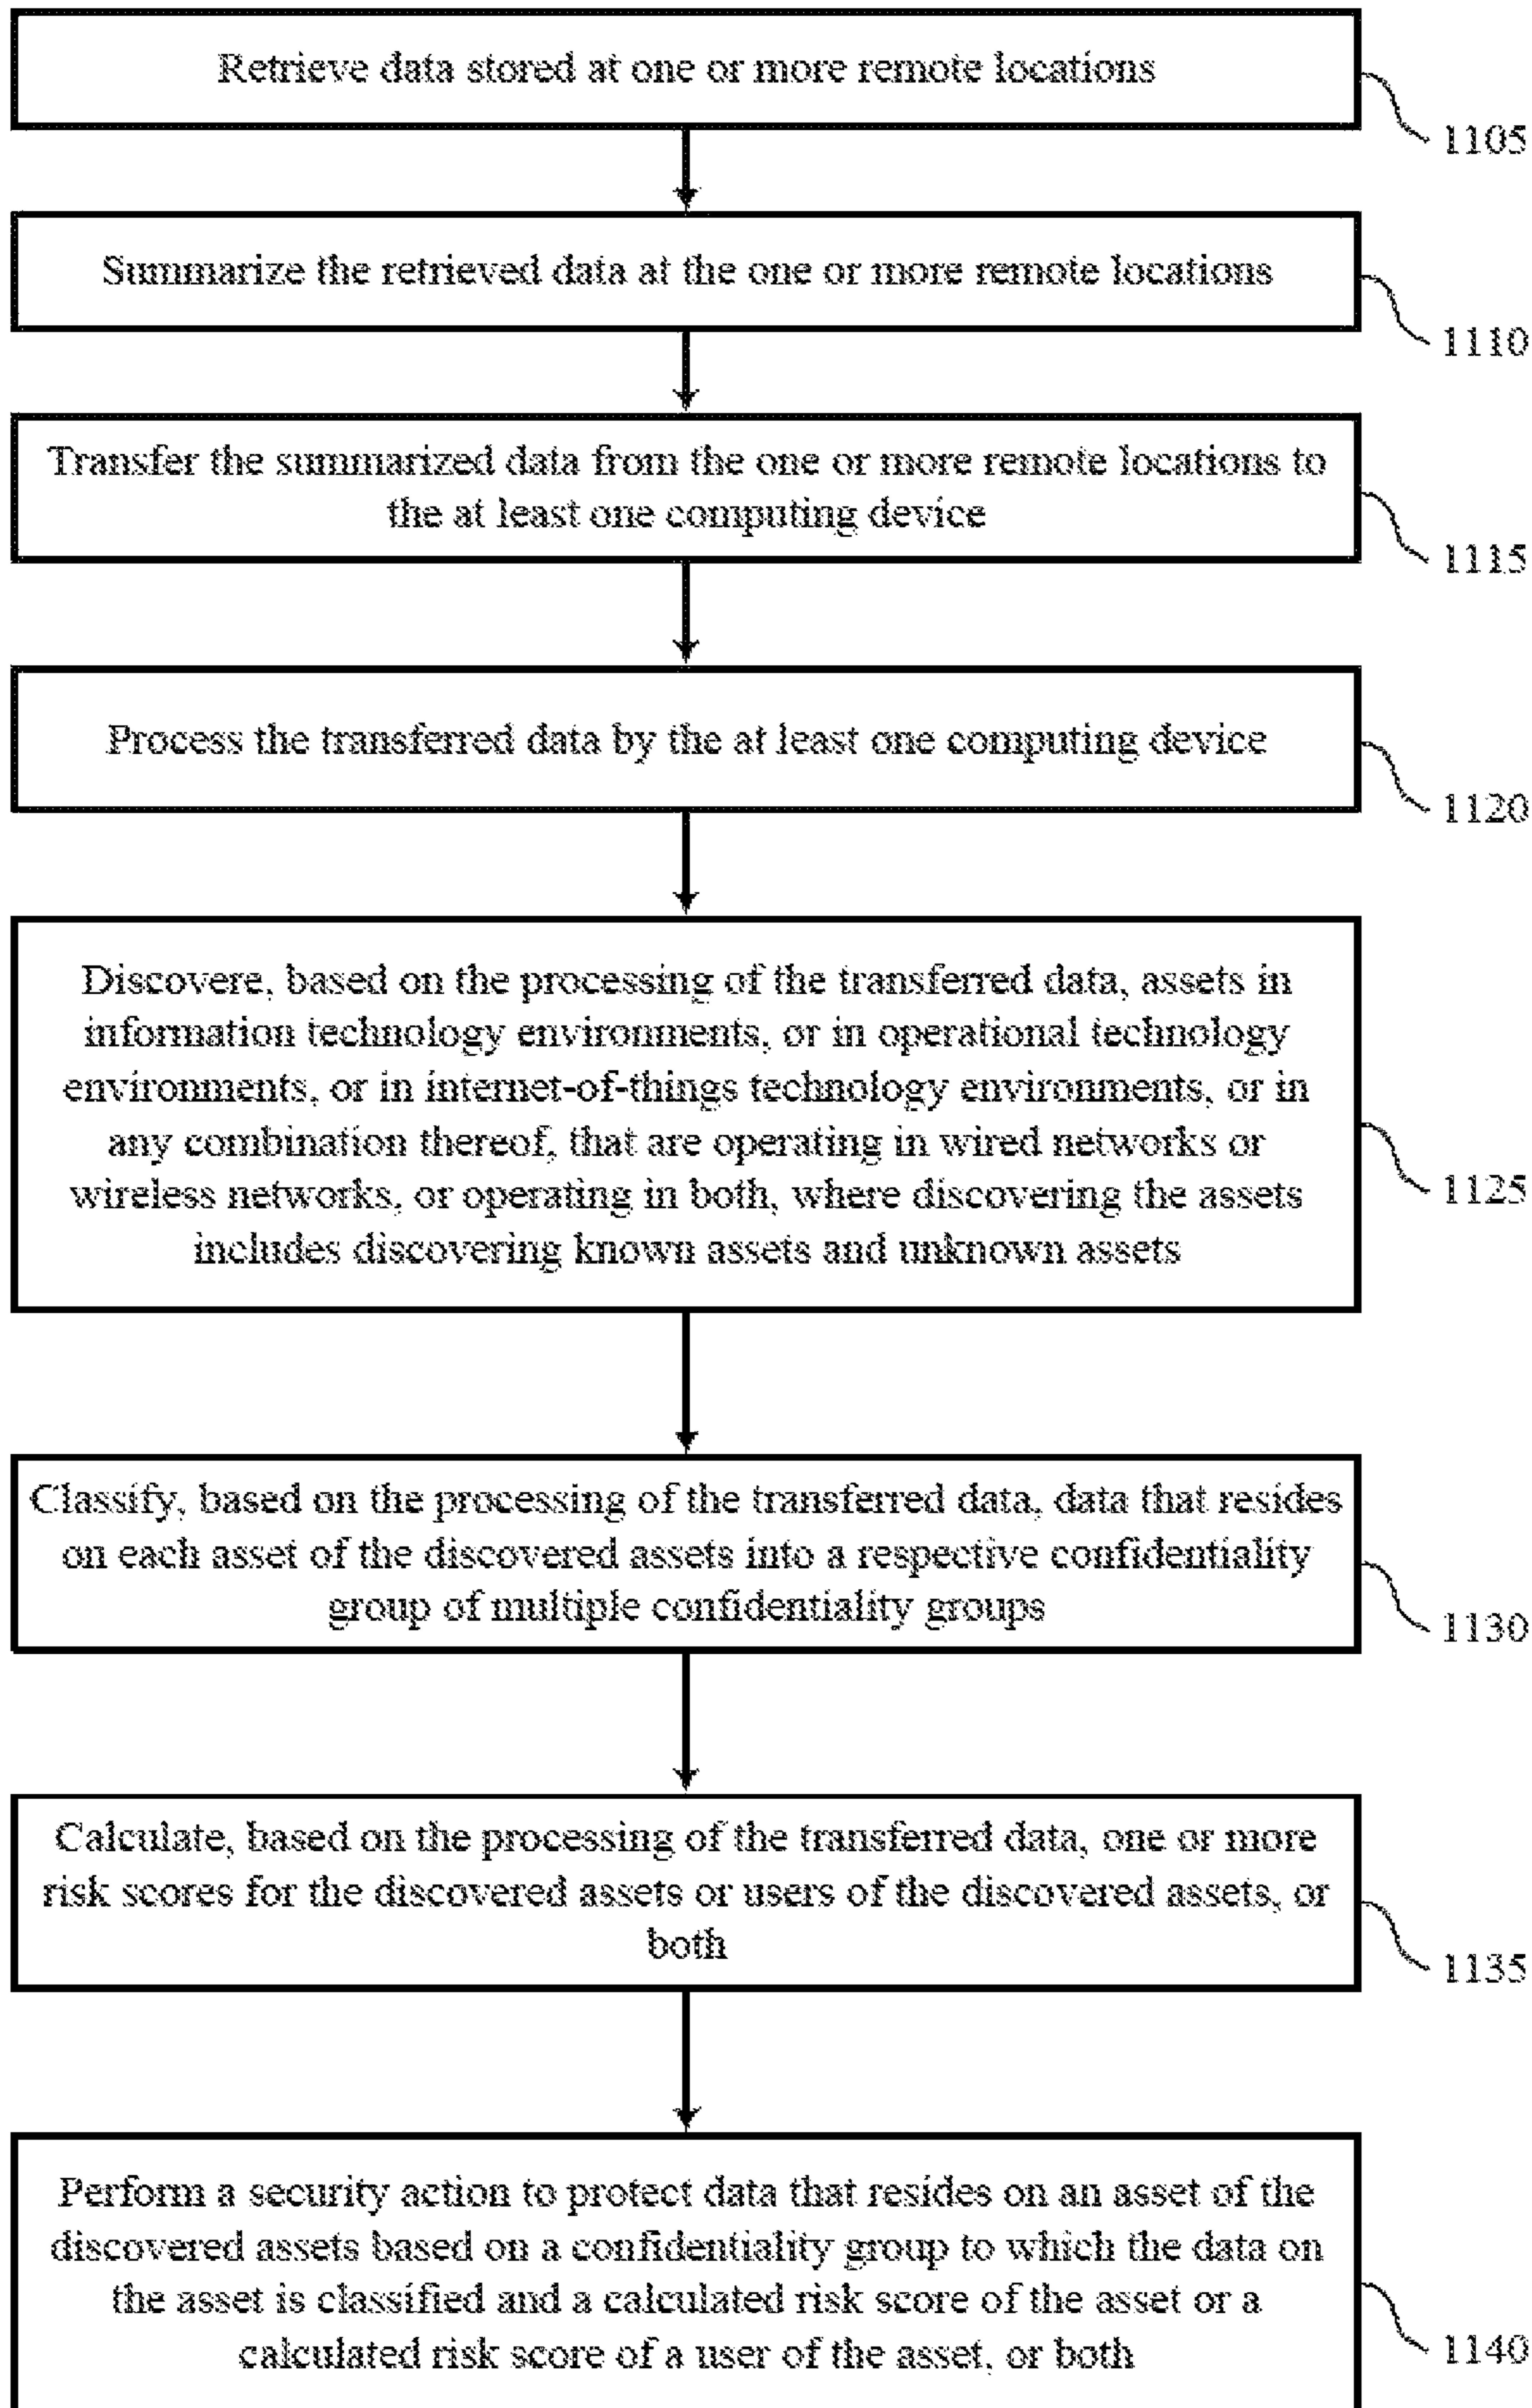 Retrieve data stored at one or more remote locations
1105
Summarize the retrieved data at the one or more remote locations
1110
Transfer the summarized data from the one or more remote locations to
the at least one computing device
1115
Process the transferred data by the at least one computing device
1120
Discovere, based on the processing of the transferred data, assets in
information technology environments, or in operational technology
environments, or in internet-of-things technology environments, or in
any combination thereof, that are operating in wired networks or
wireless networks, or operating in both, where discovering the assets
includes discovering known assets and unknown assets
1125
Classify, based on the processing of the transferred data, data that resides
on each asset of the discovered assets into a respective confidentiality
group of multiple confidentiality groups
1130
Calculate, based on the processing of the transferred data, one or more
risk scores for the discovered assets or users of the discovered assets, or
both
1135
Perform a security action to protect data that resides on an asset of the
discovered assets based on a confidentiality group to which the data on
the asset is classified and a calculated risk score of the asset or a
calculated risk score of a user of the asset, or both
1140